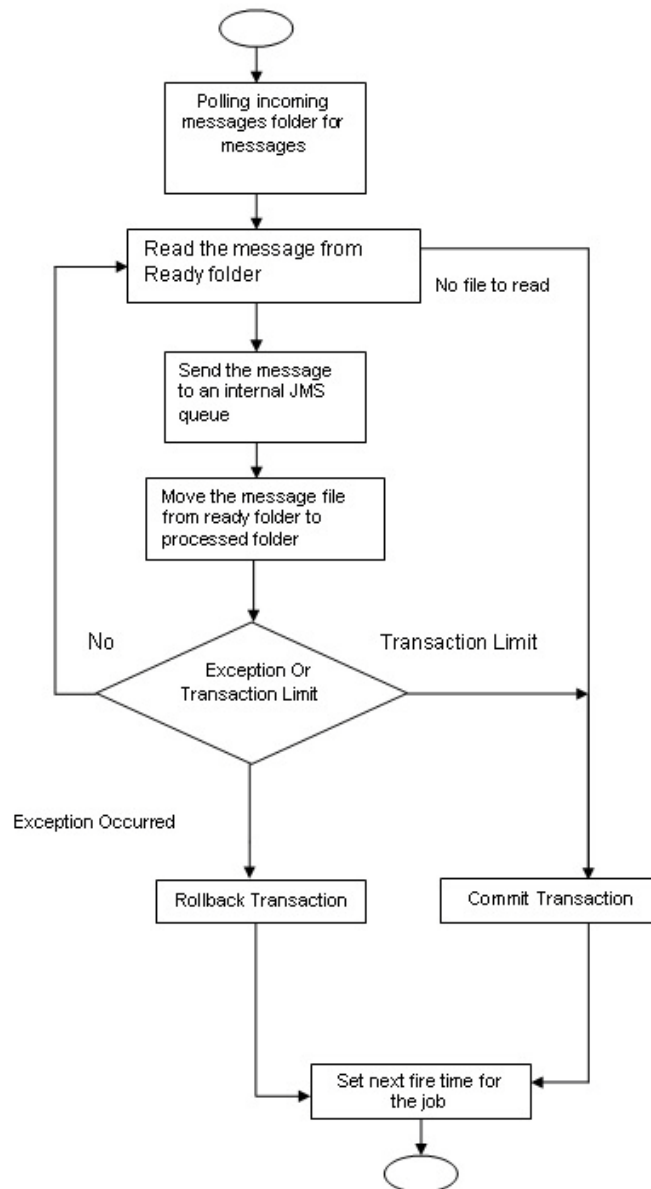 Polling incoming
messages folder for
messages
Read the message from
Ready folder
No file to read
Send the message
to an internal JMS
queue
Move the message file
from ready folder to
processed folder
No
Transaction Limit
Exception Or
Transaction Limit
Exception Occurred
Rollback Transaction
Commit Transaction
Set next fire time for
the job